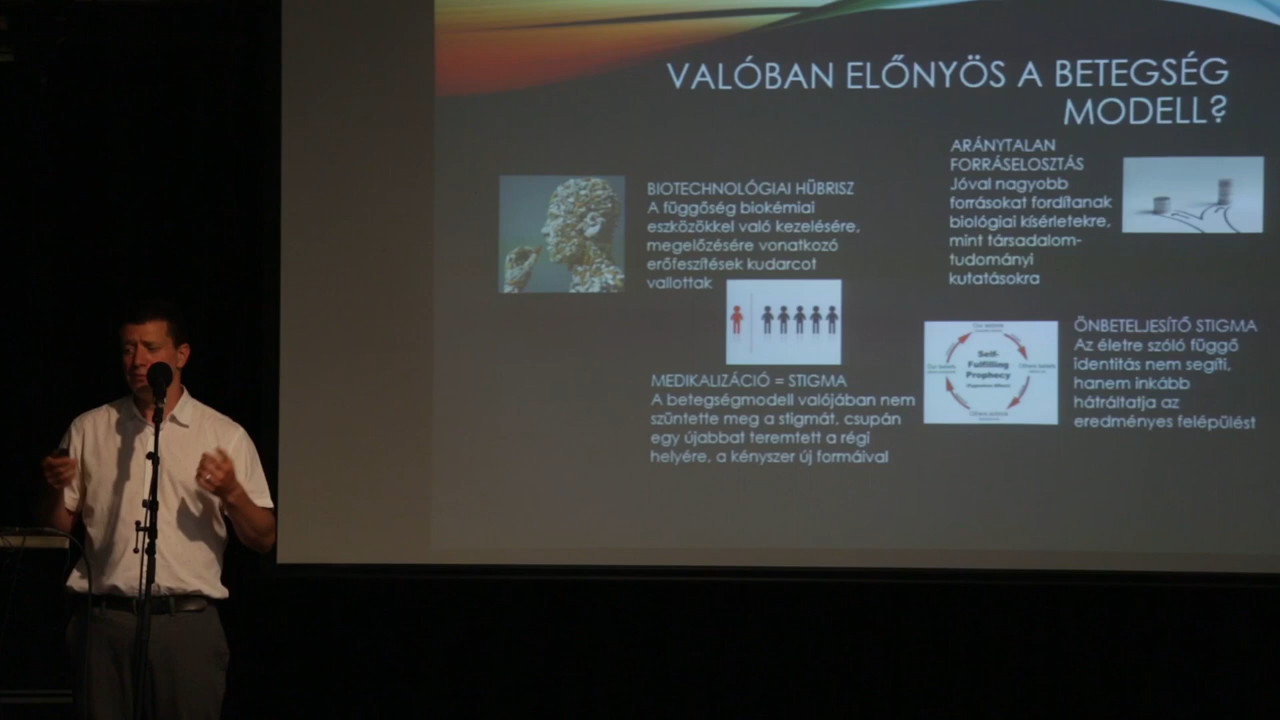 VALÓBAN ELŐNYÖS A BETEGSÉG
MODELL?
BIOTECHNOLÓGIAI HÜBRISZ
A függőség biokémiai
eszközökkel való kezelésére,
megelőzésére vonatkozó
erőfeszítések kudarcot
vallottak
ARÁNYTALAN
FORRÁSELOSZTÁS
Jóval nagyobb
forrásokat fordítanak
biológiai kísérletekre,
mint társadalom-
tudományi
kutatásokra
MEDIKALIZÁCIÓ = STIGMA
A betegségmodell valójában nem
szűntette meg a stigmát, csupán
egy újabbat teremtett a régi
helyére, a kényszer új formáival
Self-
Fulfilling
Prophecy
ÖNBETELJESÍTŐ STIGMA
Az életre szóló függő
identitás nem segíti,
hanem inkább
hátráltatja az
eredményes felépülést